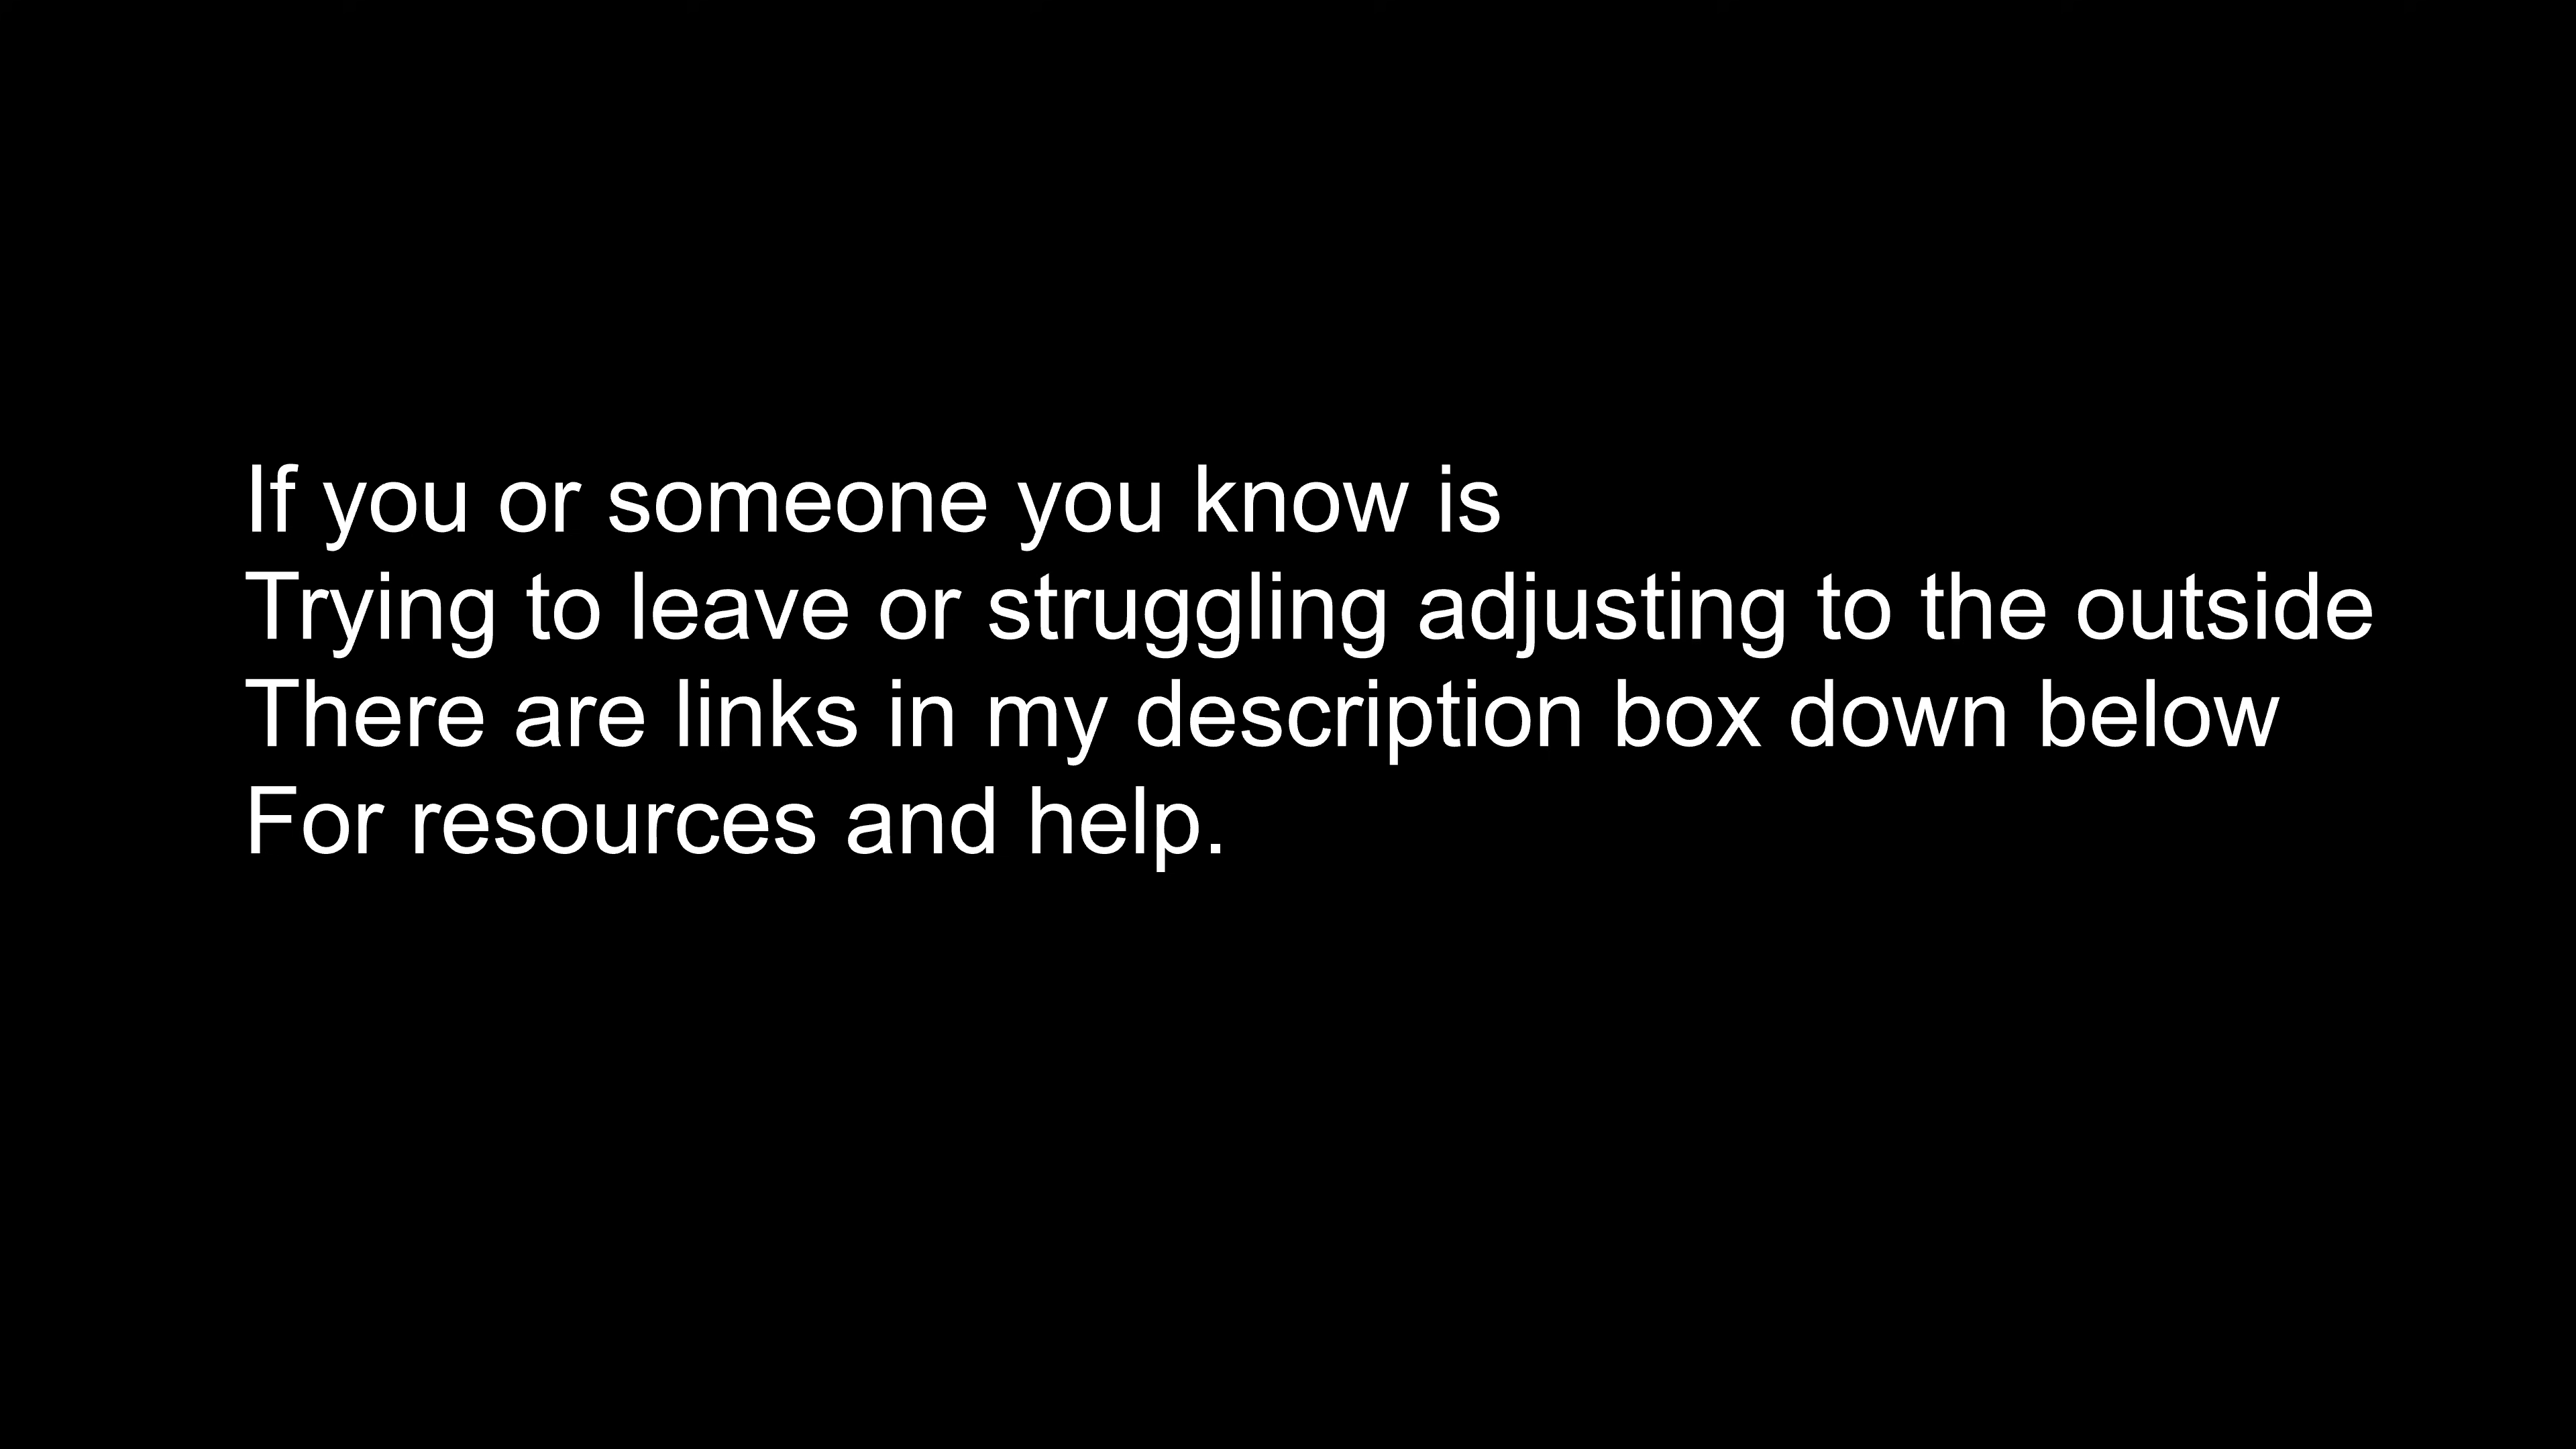 If you or someone you know is
Trying to leave or struggling adjusting to the outside
There are links in my description box down below
For resources and help.